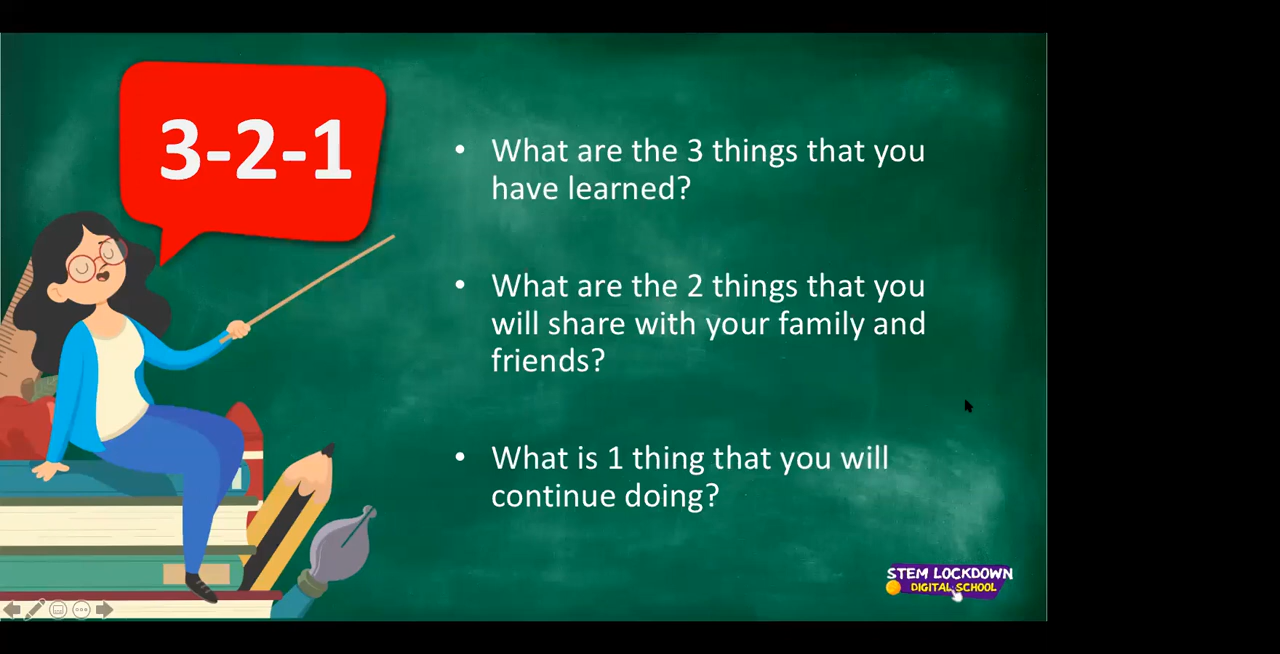 3-2-1
• What are the 3 things that you
have learned?
• What are the 2 things that you
will share with your family and
friends?
• What is 1 thing that you will
continue doing?
STEM LOCKDOWN
DIGITAL SCHOOL